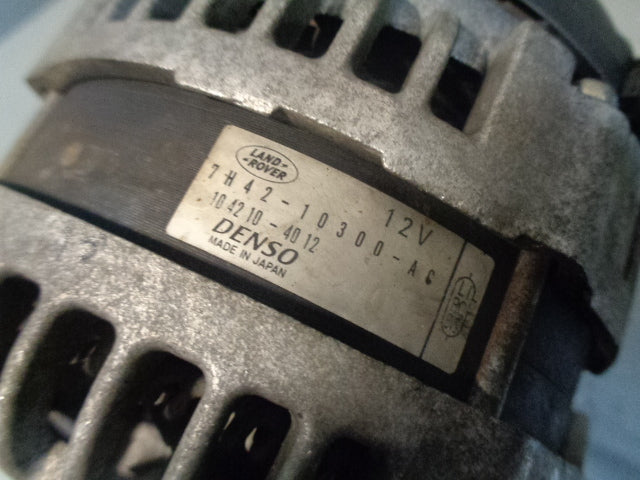 LAND-
-ROVER
12V
7H42-10300-AC
104210-4012
DENSO
MADE IN JAPAN